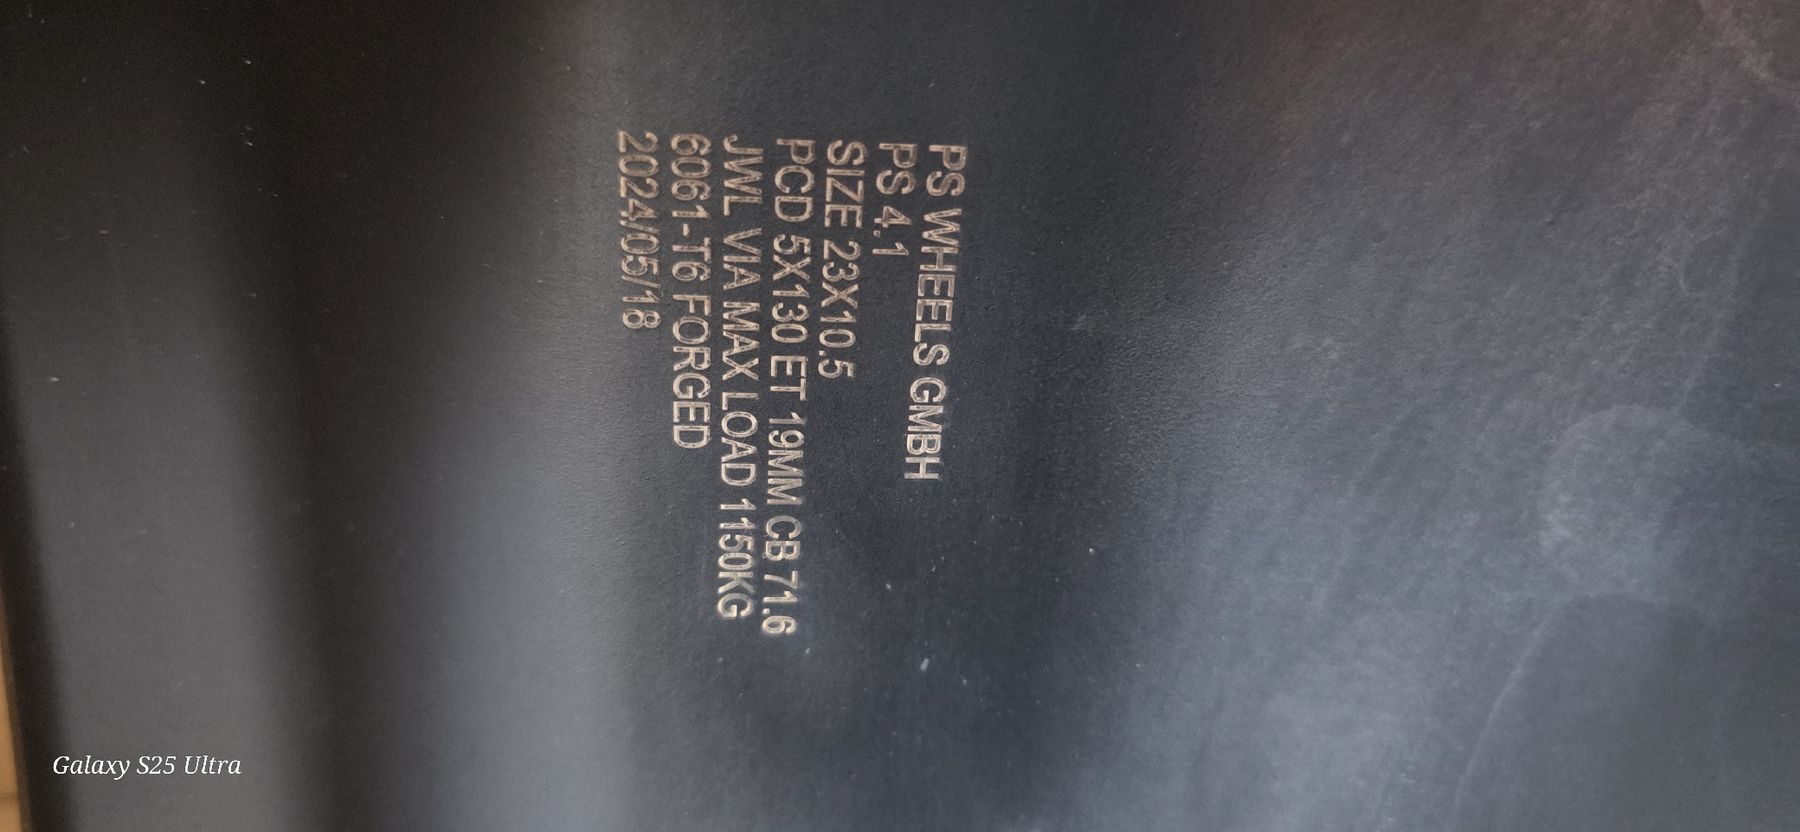 PS WHEELS GMBH
PS 4.1
SIZE 23X10.5
PCD 5X130 ET 19MM CB 71.6
JWL VIA MAX LOAD 1150KG
6061-T6 FORGED
2024/05/18
Galaxy S25 Ultra